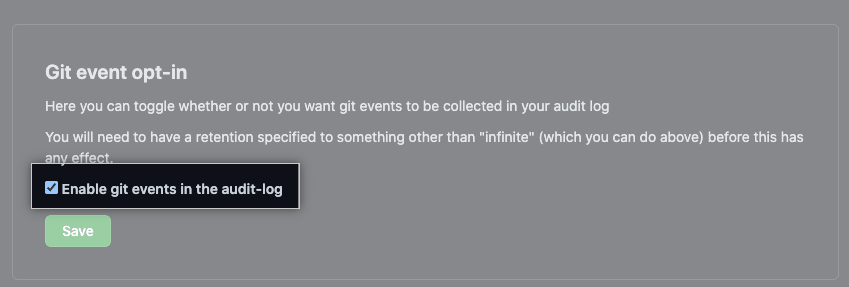 Git event opt-in
Here you can toggle whether or not you want git events to be collected in your audit log
You will need to have a retention specified to something other than "infinite" (which you can do above) before this has
any effect.
Enable git events in the audit-log
Save